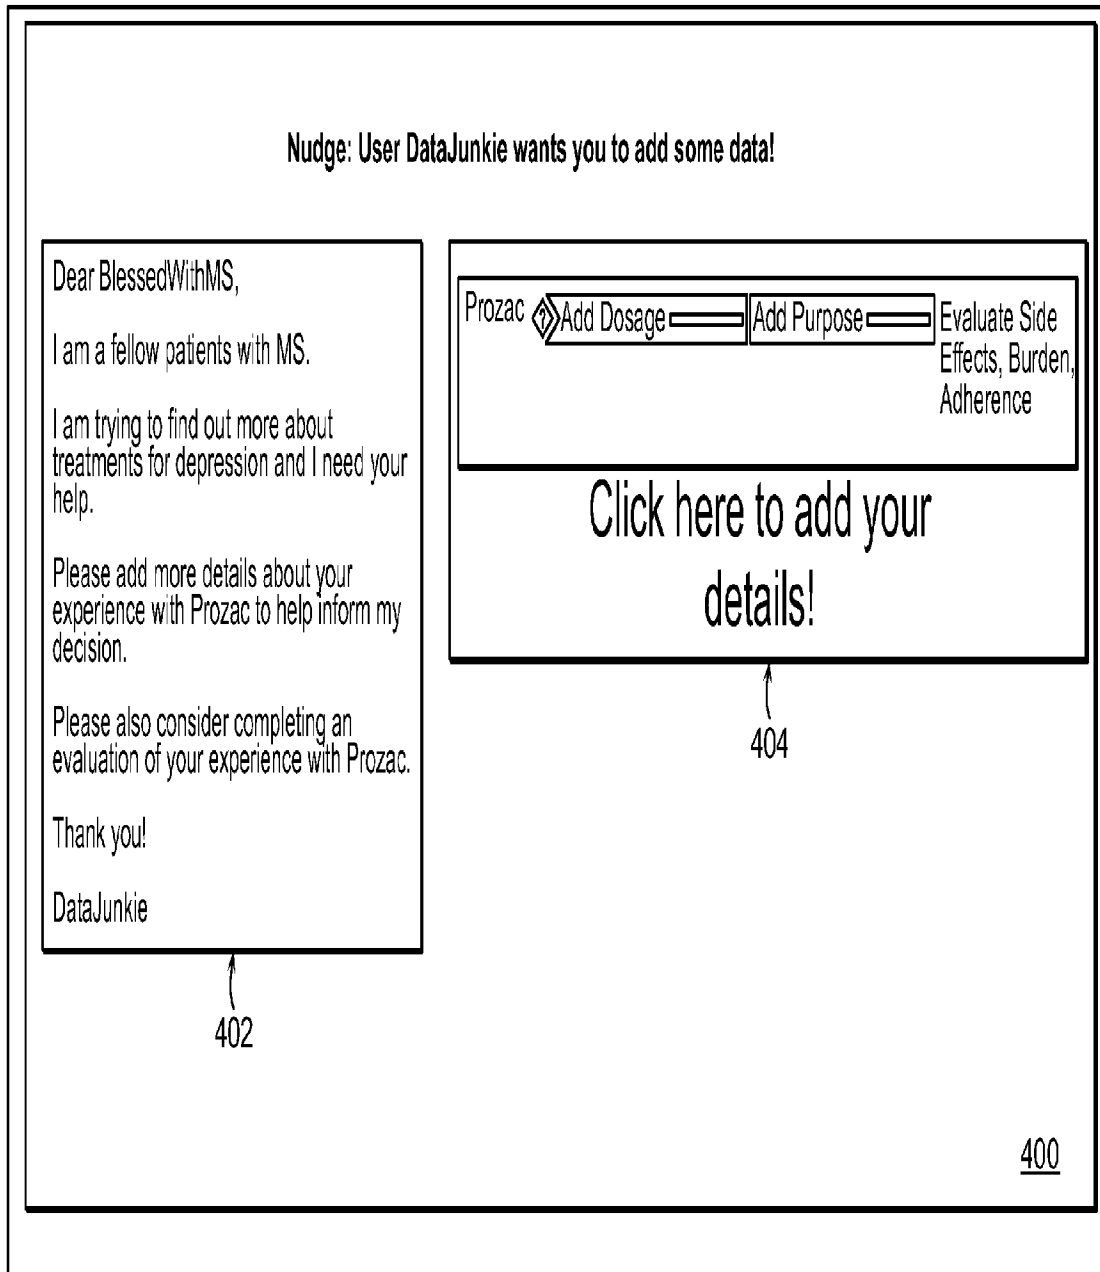 Nudge: User DataJunkie wants you to add some data!
Dear BlessedWithMS,
I am a fellow patients with MS.
I am trying to find out more about
treatments for depression and I need your
help.
Please add more details about your
experience with Prozac to help inform my
decision.
Please also consider completing an
evaluation of your experience with Prozac.
Thank you!
DataJunkie
402
Prozac ? Add Dosage Add Purpose Evaluate Side
Effects, Burden,
Adherence
Click here to add your
details!
404
400